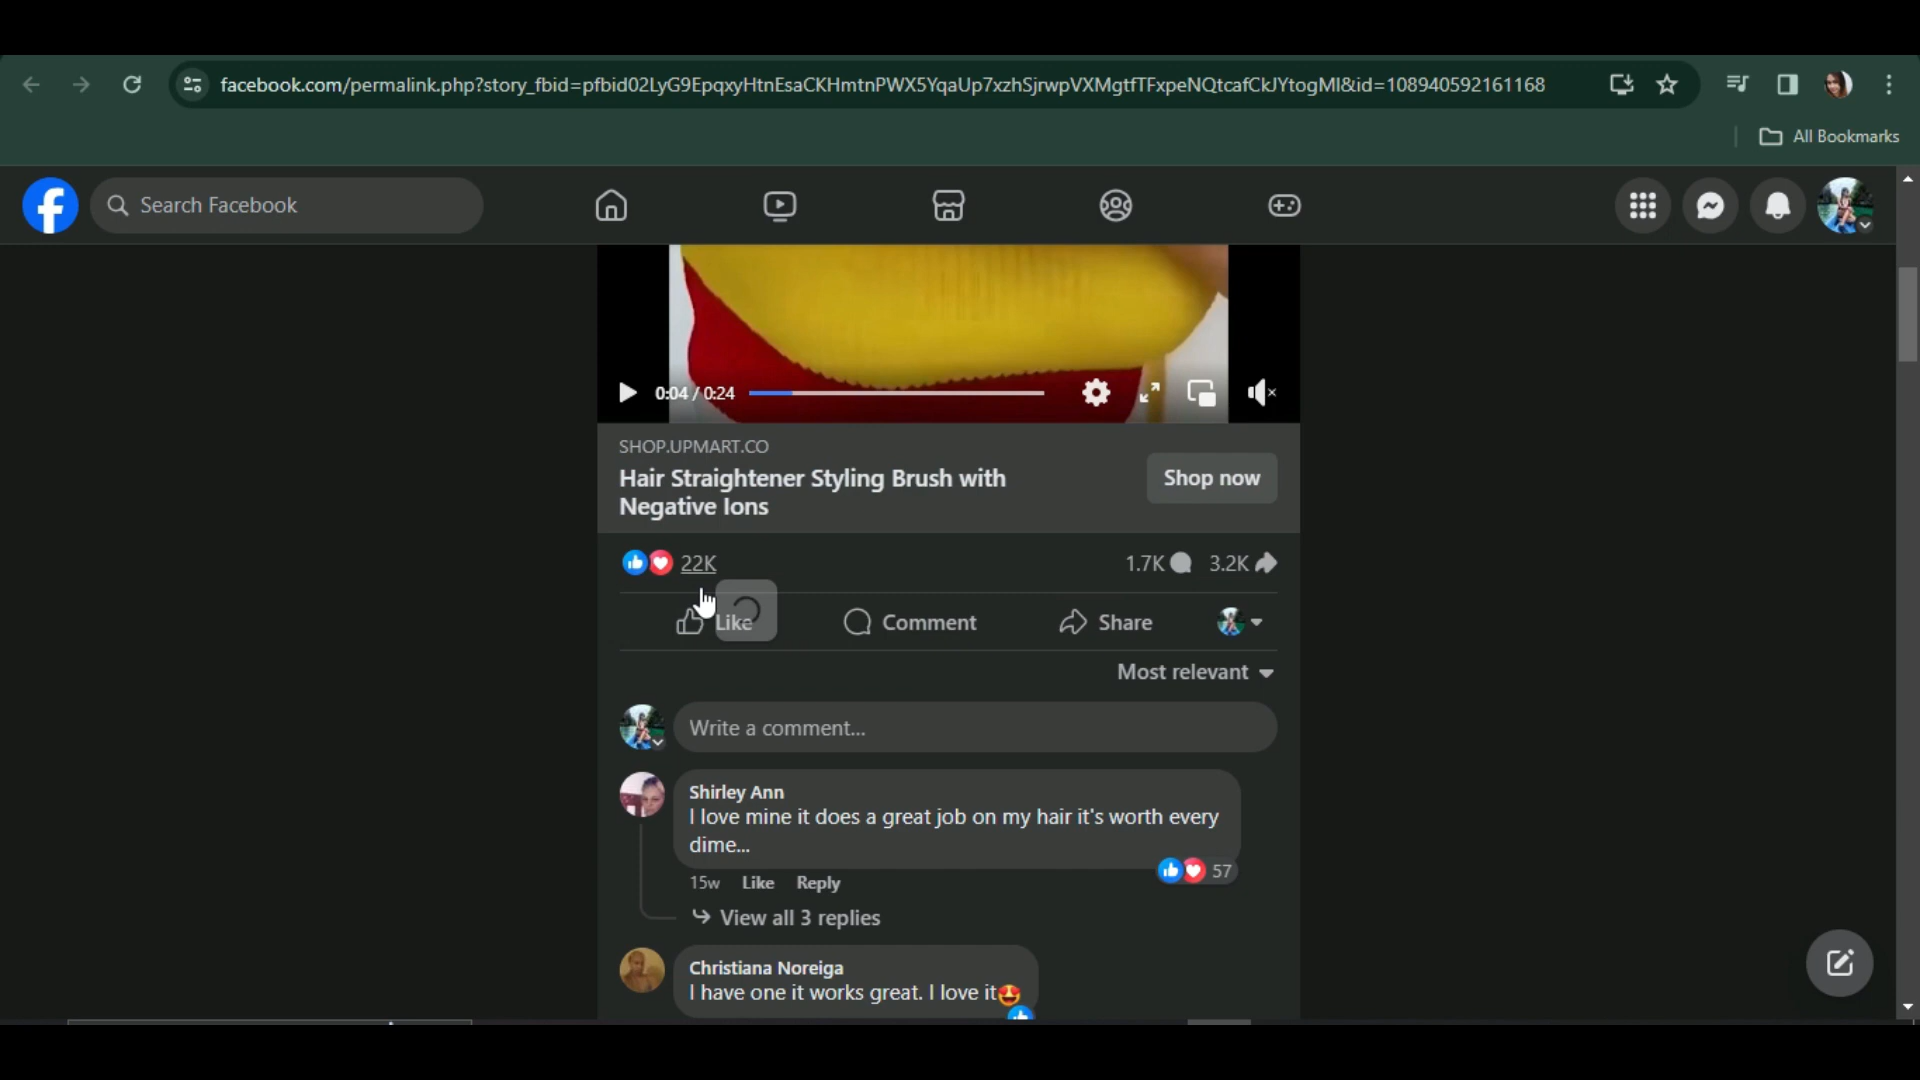 facebook.com/permalink.php?story_fbid=pfbid02LyG9EpqxyHtnEsaCKHmtnPWX5YqaUp7xzhSjrwpVXMgtfTFxpeNQtcafCkJYtogMl&id=108940592161168
All Bookmarks
Search Facebook
0:04 / 0:24
SHOP.UPMART.CO
Hair Straightener Styling Brush with
Negative Ions
Shop now
22K
1.7K 3.2K
Like Comment Share
Most relevant
Write a comment...
Shirley Ann
I love mine it does a great job on my hair it's worth every
dime...
57
15w Like Reply
View all 3 replies
Christiana Noreiga
I have one it works great. I love it😍